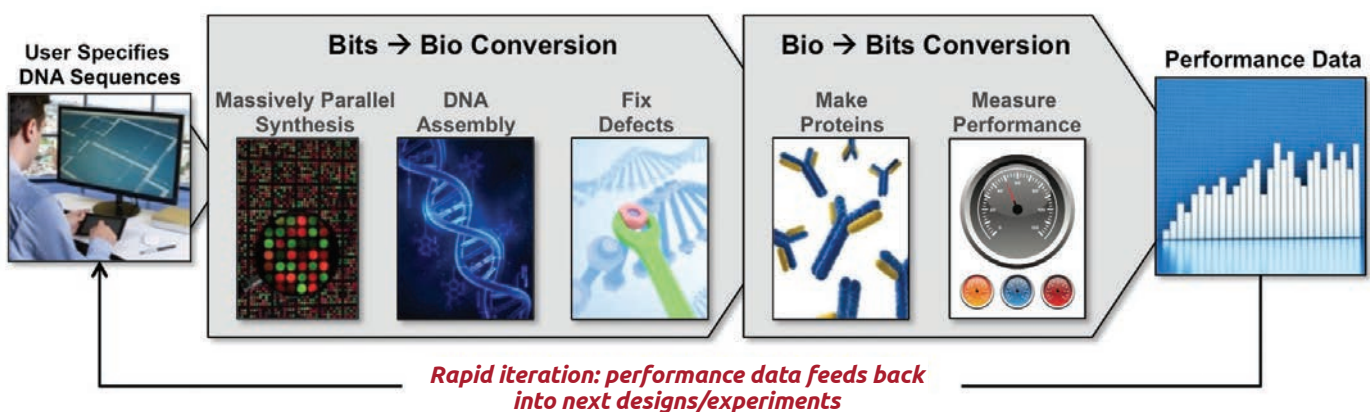 User Specifies
DNA Sequences
Bits → Bio Conversion
Massively Parallel
Synthesis
DNA
Assembly
Fix
Defects
Bio → Bits Conversion
Make
Proteins
Measure
Performance
Performance Data
Rapid iteration: performance data feeds back
into next designs/experiments